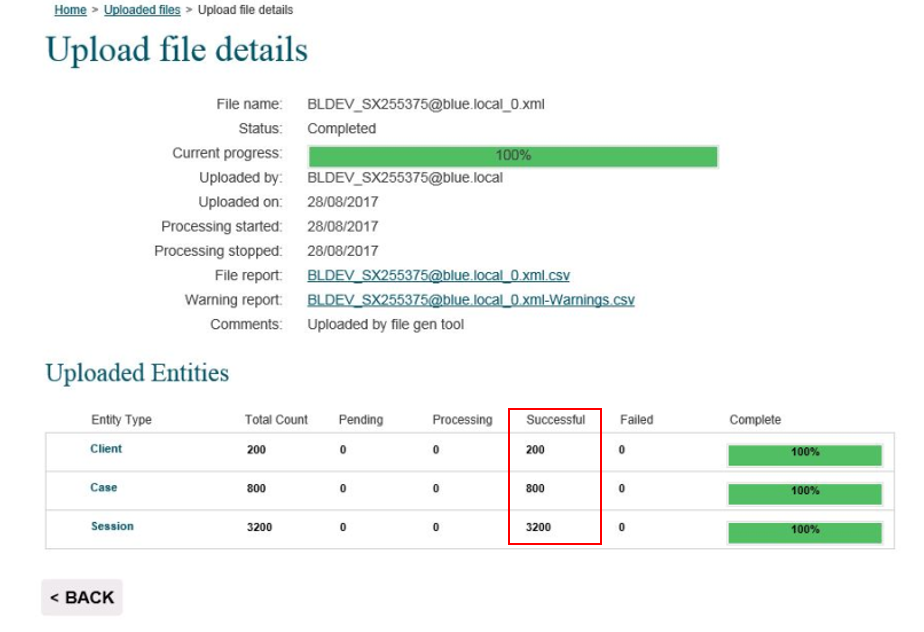 Home > Uploaded files > Upload file details
Upload file details
File name: BLDEV_SX255375@blue.local_0.xml
Status: Completed
Current progress: 100%
Uploaded by: BLDEV_SX255375@blue.local
Uploaded on: 28/08/2017
Processing started: 28/08/2017
Processing stopped: 28/08/2017
File report: BLDEV_SX255375@blue.local_0.xml.csv
Warning report: BLDEV_SX255375@blue.local_0.xml-Warnings.csv
Comments: Uploaded by file gen tool
Uploaded Entities
Entity Type Total Count Pending Processing Successful Failed Complete
Client 200 0 0 200 0 100%
Case 800 0 0 800 0 100%
Session 3200 0 0 3200 0 100%
< BACK